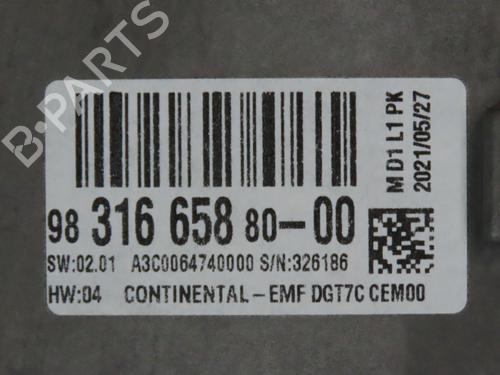 B-PARTS
98 316 658 80-00
SW:02.01 A3C0064740000 S/N:326186
HW:04 CONTINENTAL-EMF DGT7C CEM00
M D1 L1 PK
2021/05/27